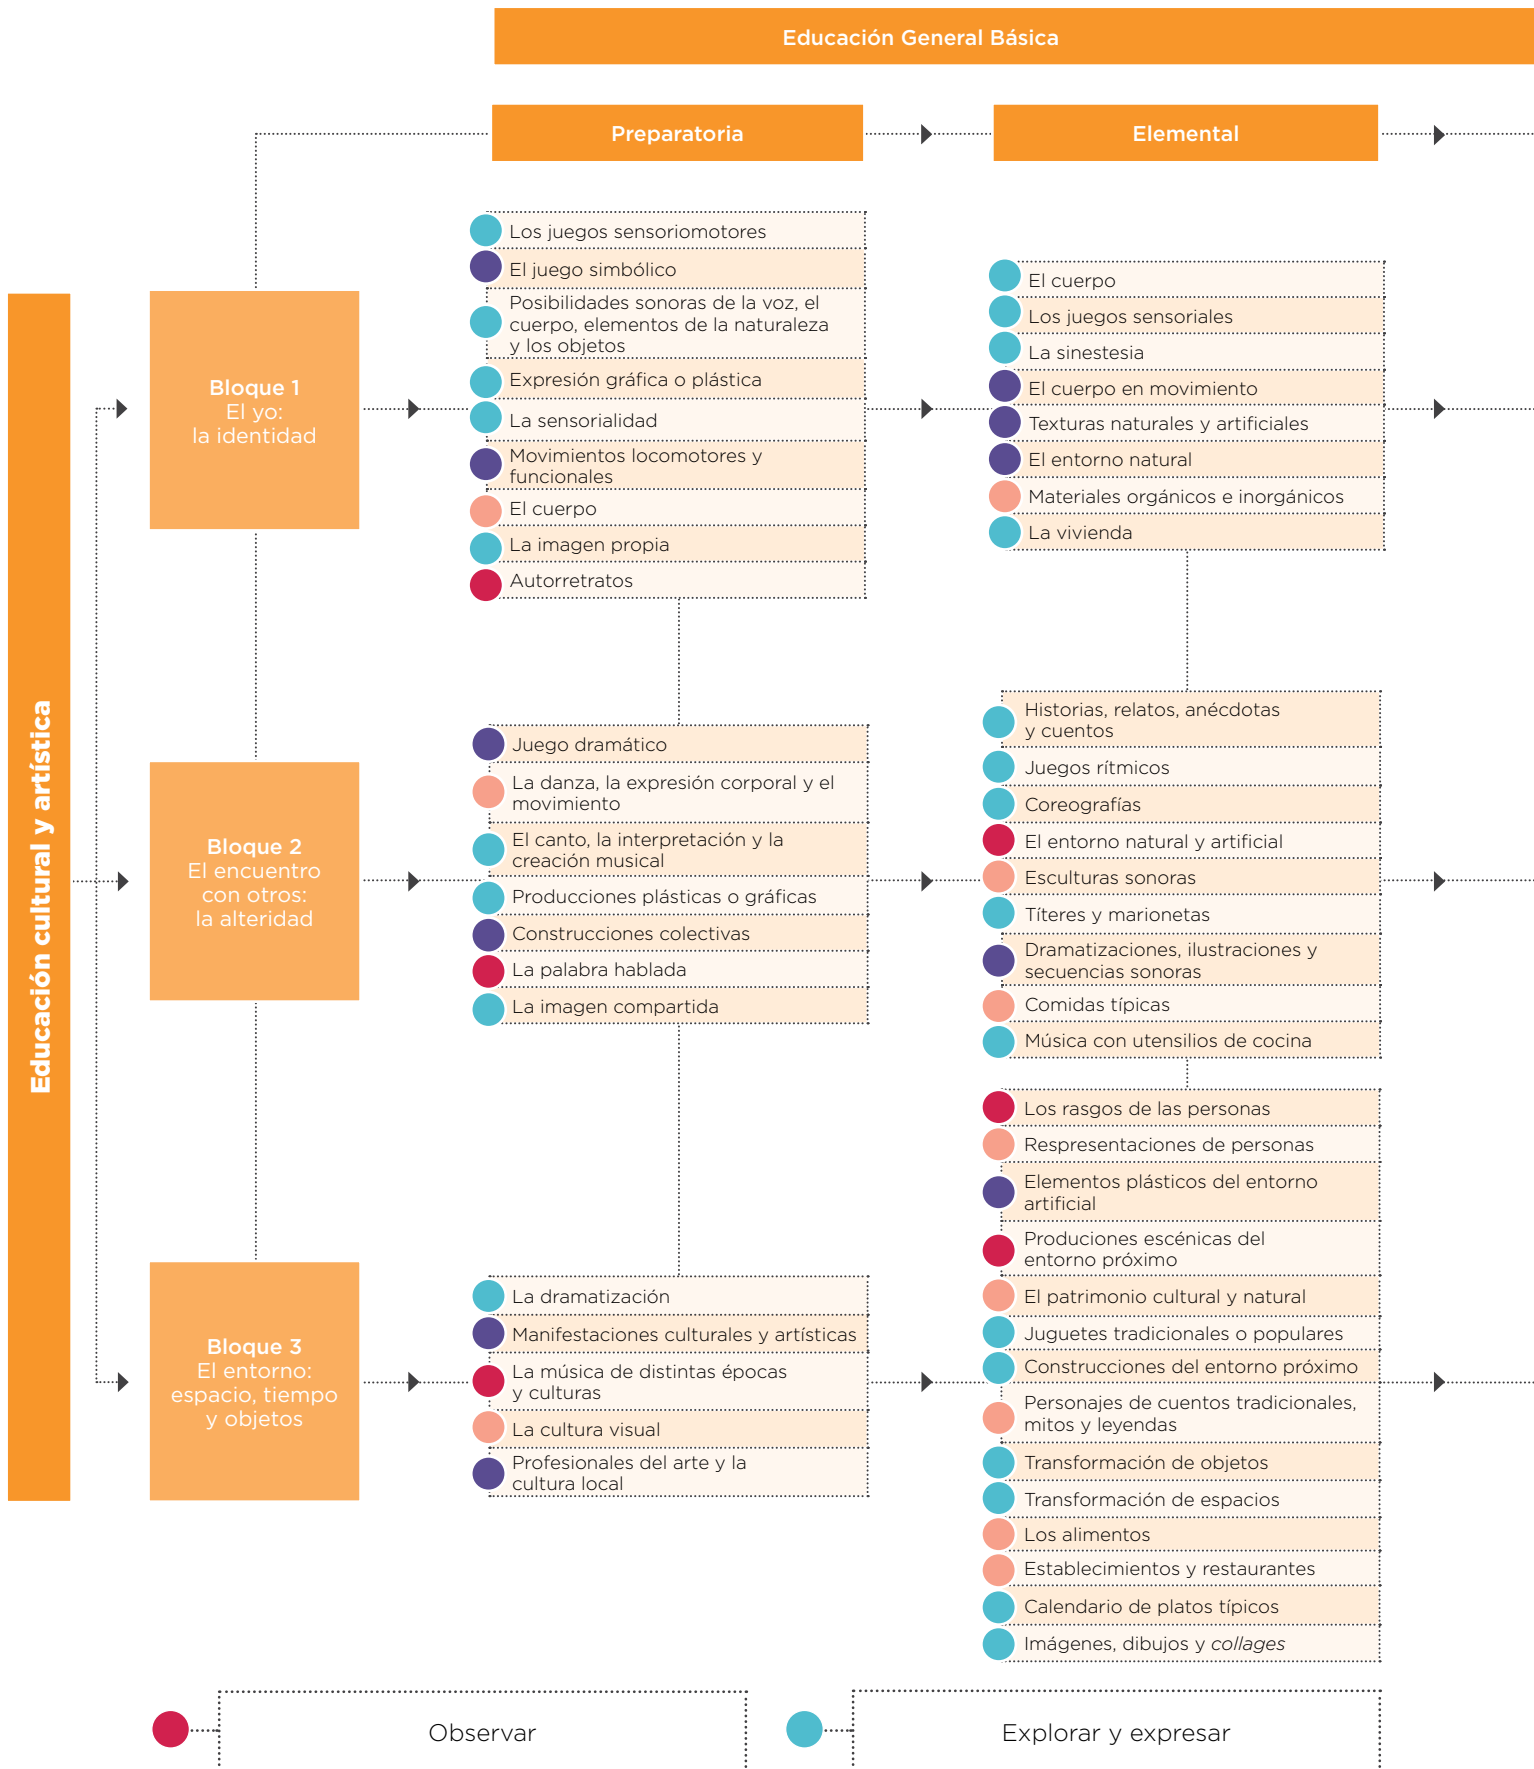 Educación General Básica
Preparatoria
Elemental
Educación cultural y artística
Bloque 1
El yo:
la identidad
Los juegos sensoriomotores
El juego simbólico
Posibilidades sonoras de la voz, el
cuerpo, elementos de la naturaleza
y los objetos
Expresión gráfica o plástica
La sensorialidad
Movimientos locomotores y
funcionales
El cuerpo
La imagen propia
Autorretratos
El cuerpo
Los juegos sensoriales
La sinestesia
El cuerpo en movimiento
Texturas naturales y artificiales
El entorno natural
Materiales orgánicos e inorgánicos
La vivienda
Bloque 2
El encuentro
con otros:
la alteridad
Juego dramático
La danza, la expresión corporal y el
movimiento
El canto, la interpretación y la
creación musical
Producciones plásticas o gráficas
Construcciones colectivas
La palabra hablada
La imagen compartida
Historias, relatos, anécdotas
y cuentos
Juegos rítmicos
Coreografías
El entorno natural y artificial
Esculturas sonoras
Títeres y marionetas
Dramatizaciones, ilustraciones y
secuencias sonoras
Comidas típicas
Música con utensilios de cocina
Bloque 3
El entorno:
espacio, tiempo
y objetos
La dramatización
Manifestaciones culturales y artísticas
La música de distintas épocas
y culturas
La cultura visual
Profesionales del arte y la
cultura local
Los rasgos de las personas
Respresentaciones de personas
Elementos plásticos del entorno
artificial
Produciones escénicas del
entorno próximo
El patrimonio cultural y natural
Juguetes tradicionales o populares
Construcciones del entorno próximo
Personajes de cuentos tradicionales,
mitos y leyendas
Transformación de objetos
Transformación de espacios
Los alimentos
Establecimientos y restaurantes
Calendario de platos típicos
Imágenes, dibujos y collages
Observar
Explorar y expresar